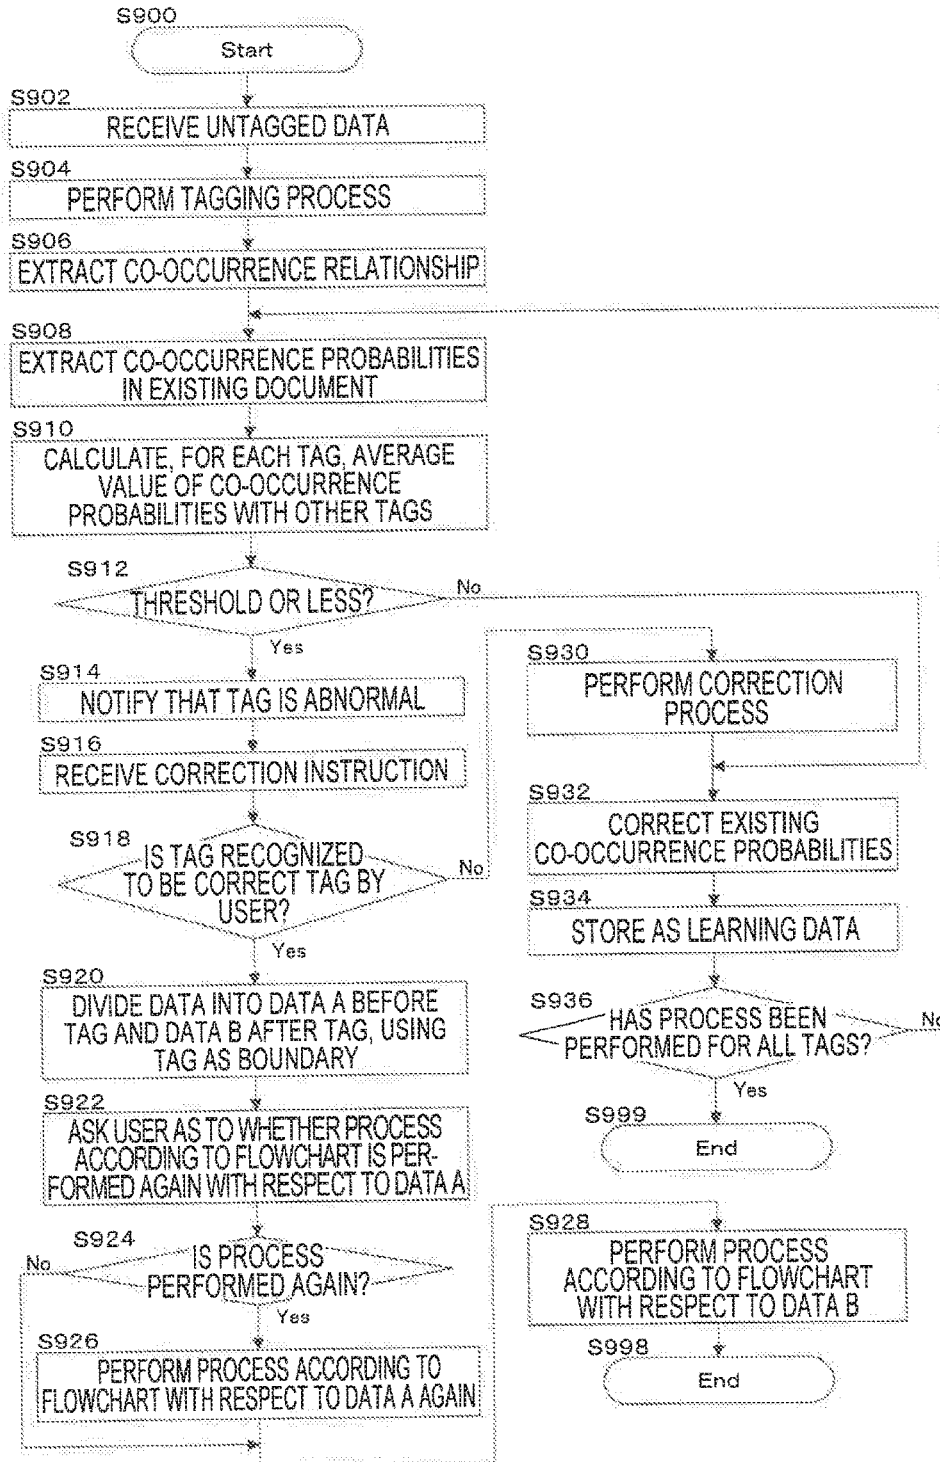 S900
Start
S902
RECEIVE UNTAGGED DATA
S904
PERFORM TAGGING PROCESS
S906
EXTRACT CO-OCCURRENCE RELATIONSHIP
S908
EXTRACT CO-OCCURRENCE PROBABILITIES
IN EXISTING DOCUMENT
S910
CALCULATE, FOR EACH TAG, AVERAGE
VALUE OF CO-OCCURRENCE
PROBABILITIES WITH OTHER TAGS
S912
THRESHOLD OR LESS?
No
Yes
S914
NOTIFY THAT TAG IS ABNORMAL
S916
RECEIVE CORRECTION INSTRUCTION
S918
IS TAG RECOGNIZED
TO BE CORRECT TAG BY
USER?
No
Yes
S920
DIVIDE DATA INTO DATA A BEFORE
TAG AND DATA B AFTER TAG, USING
TAG AS BOUNDARY
S922
ASK USER AS TO WHETHER PROCESS
ACCORDING TO FLOWCHART IS PER-
FORMED AGAIN WITH RESPECT TO DATA A
S924
IS PROCESS
PERFORMED AGAIN?
No
Yes
S926
PERFORM PROCESS ACCORDING TO
FLOWCHART WITH RESPECT TO DATA A AGAIN
S930
PERFORM CORRECTION
PROCESS
S932
CORRECT EXISTING
CO-OCCURRENCE PROBABILITIES
S934
STORE AS LEARNING DATA
S936
HAS PROCESS BEEN
PERFORMED FOR ALL TAGS?
No
Yes
S999
End
S928
PERFORM PROCESS
ACCORDING TO FLOWCHART
WITH RESPECT TO DATA B
S998
End